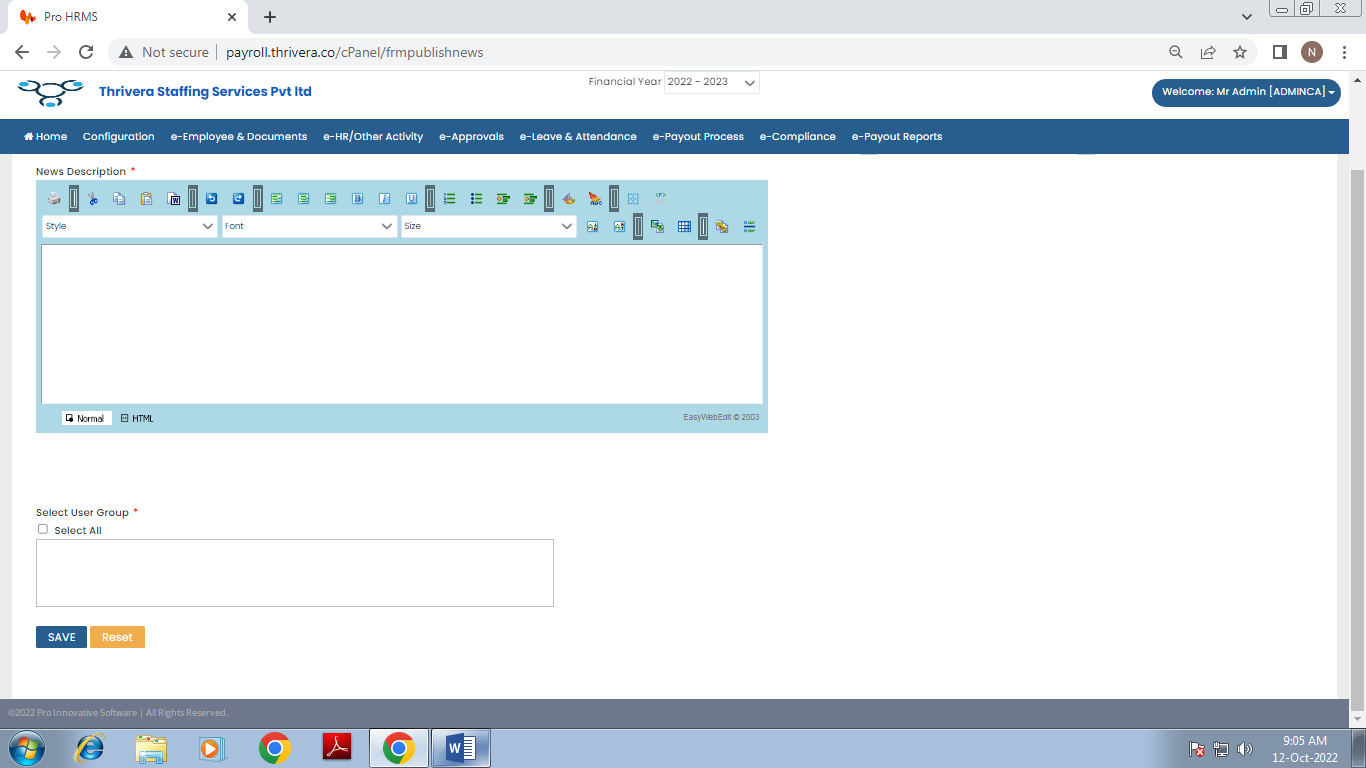 Pro HRMS
Not secure
payroll.thrivera.co/cPanel/frmpublishnews
N
Thrivera Staffing Services Pvt ltd
Financial Year 2022 - 2023
Welcome: Mr Admin [ADMINCA]
Home Configuration e-Employee & Documents e-HR/Other Activity e-Approvals e-Leave & Attendance e-Payout Process e-Compliance e-Payout Reports
News Description *
Style Font Size
Normal HTML EasyWebEdit © 2003
Select User Group *
Select All
SAVE Reset
©2022 Pro Innovative Software | All Rights Reserved.
9:05 AM
12-Oct-2022